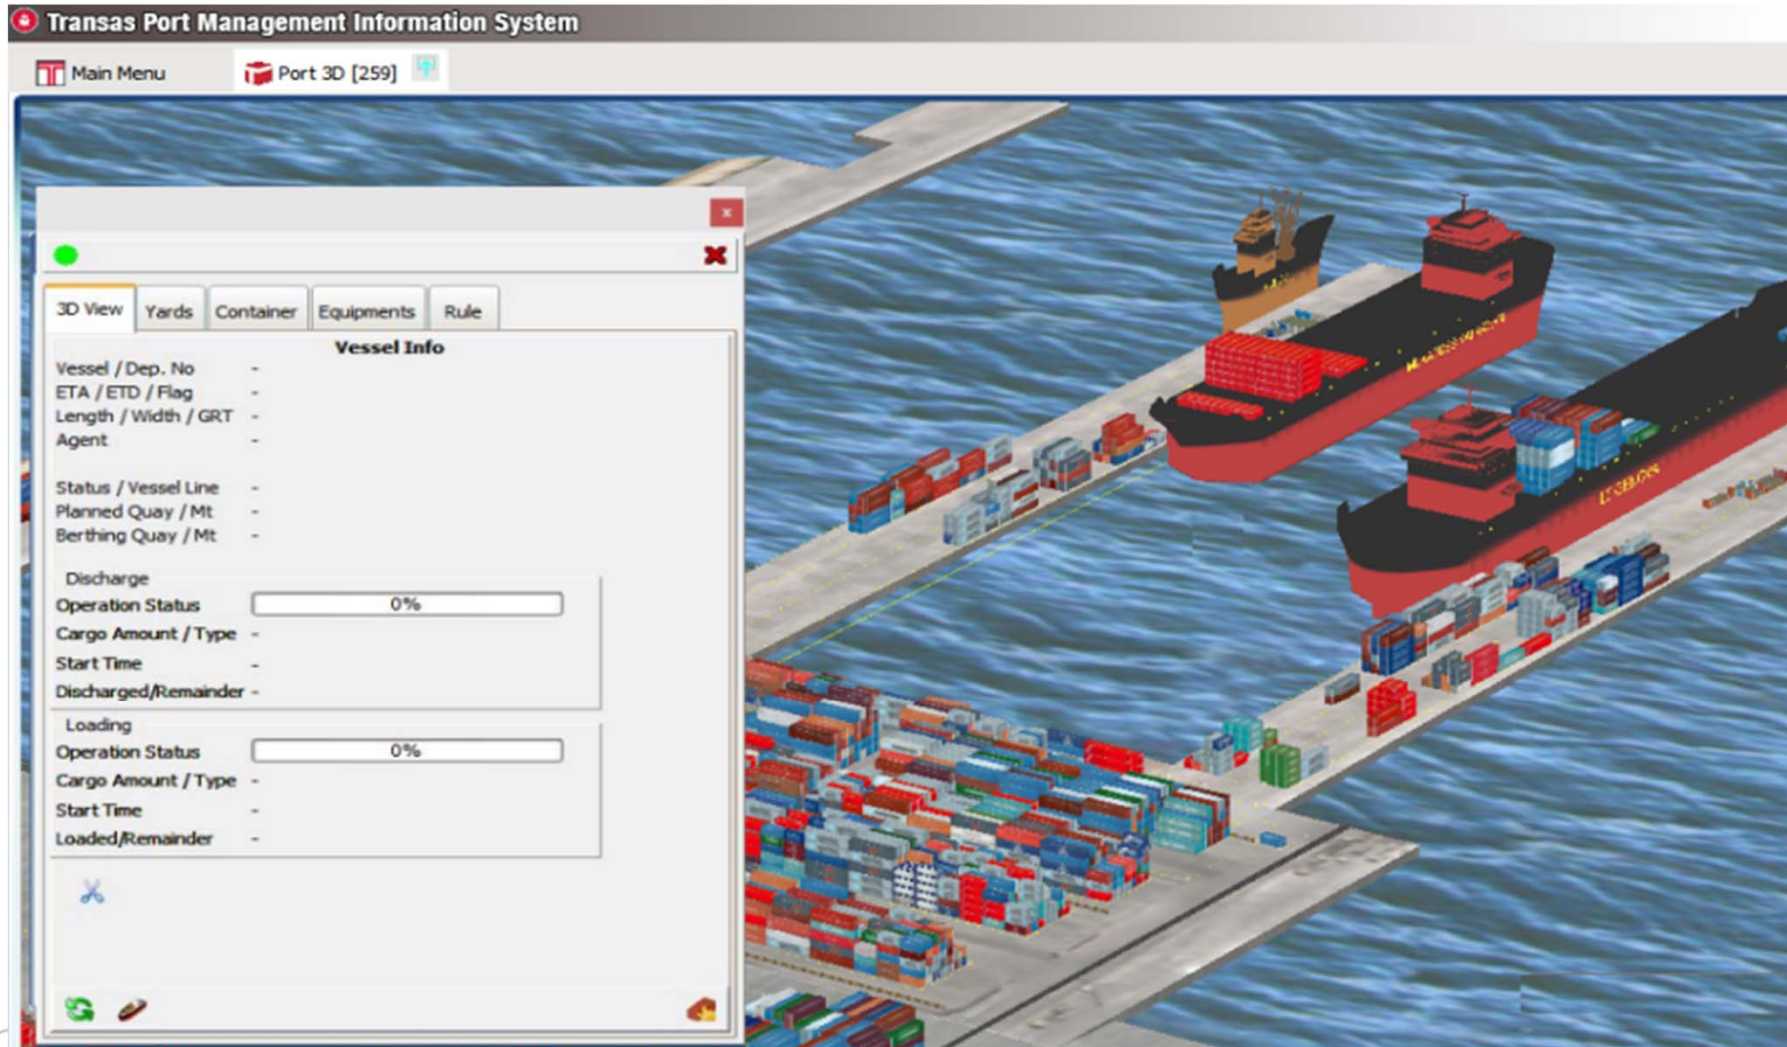 Transas Port Management Information System
Main Menu
Port 3D [259]
x
3D View Yards Container Equipments Rule
Vessel Info
Vessel / Dep. No -
ETA / ETD / Flag -
Length / Width / GRT -
Agent -
Status / Vessel Line -
Planned Quay / Mt -
Berthing Quay / Mt -
Discharge
Operation Status 0%
Cargo Amount / Type -
Start Time -
Discharged/Remainder -
Loading
Operation Status 0%
Cargo Amount / Type -
Start Time -
Loaded/Remainder -